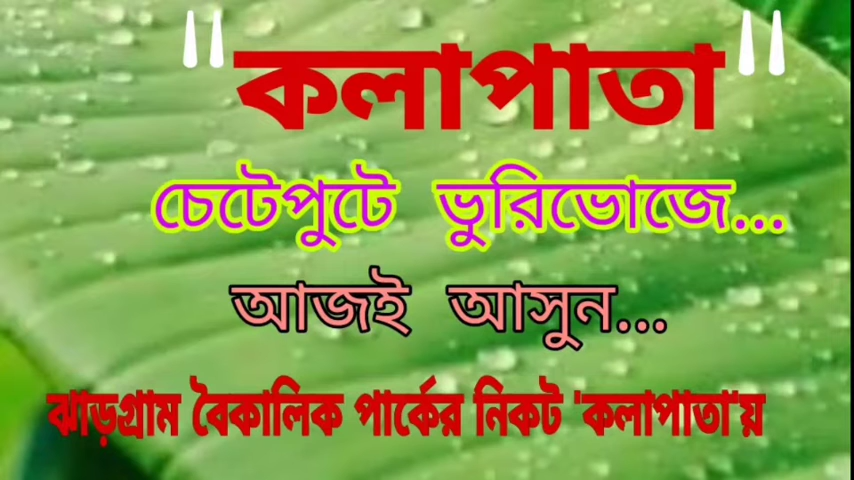 "কলাপাতা"
চেটেপুটে ভুরিভোজে...
আজই আসুন...
ঝাড়গ্রাম বৈকালিক পার্কের নিকট 'কলাপাতা'য়